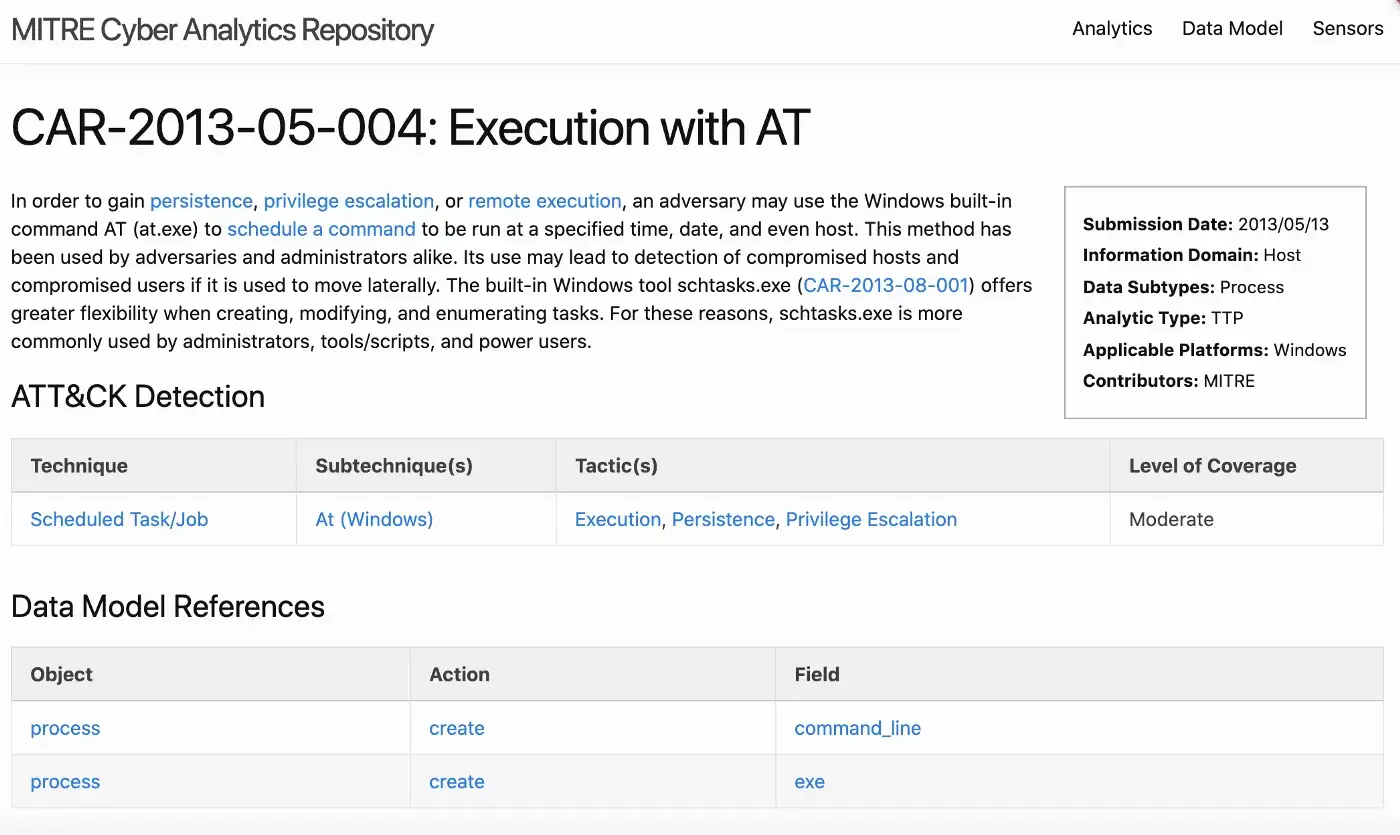 MITRE Cyber Analytics Repository
Analytics Data Model Sensors
CAR-2013-05-004: Execution with AT
In order to gain persistence, privilege escalation, or remote execution, an adversary may use the Windows built-in
command AT (at.exe) to schedule a command to be run at a specified time, date, and even host. This method has
been used by adversaries and administrators alike. Its use may lead to detection of compromised hosts and
compromised users if it is used to move laterally. The built-in Windows tool schtasks.exe (CAR-2013-08-001) offers
greater flexibility when creating, modifying, and enumerating tasks. For these reasons, schtasks.exe is more
commonly used by administrators, tools/scripts, and power users.
Submission Date: 2013/05/13
Information Domain: Host
Data Subtypes: Process
Analytic Type: TTP
Applicable Platforms: Windows
Contributors: MITRE
ATT&CK Detection
Technique Subtechnique(s) Tactic(s) Level of Coverage
Scheduled Task/Job At (Windows) Execution, Persistence, Privilege Escalation Moderate
Data Model References
Object Action Field
process create command_line
process create exe